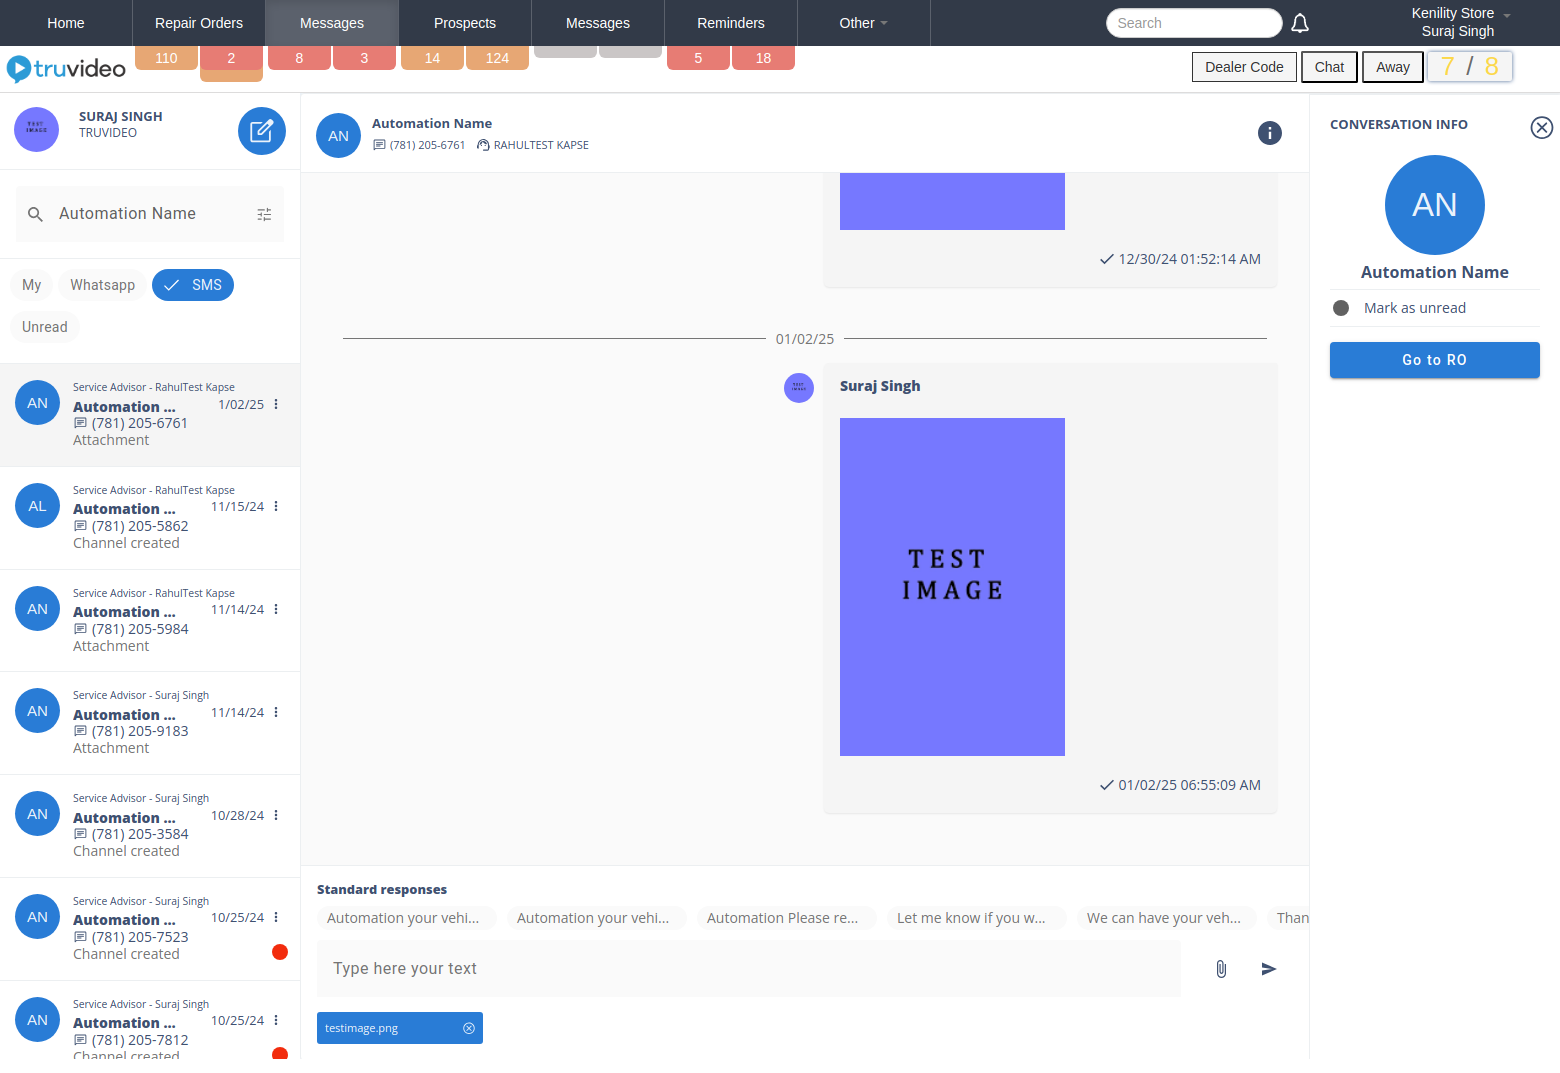 Home
Repair Orders
Messages
Prospects
Messages
Reminders
Other
Search
Kenility Store
Suraj Singh
truvideo
110
2
8
3
14
124
5
18
Dealer Code
Chat
Away
7 / 8
TEST
IMAGE
SURAJ SINGH
TRUVIDEO
Automation Name
My
Whatsapp
SMS
Unread
Service Advisor - RahulTest Kapse
AN
Automation ...
1/02/25
(781) 205-6761
Attachment
Service Advisor - RahulTest Kapse
AL
Automation ...
11/15/24
(781) 205-5862
Channel created
Service Advisor - RahulTest Kapse
AN
Automation ...
11/14/24
(781) 205-5984
Attachment
Service Advisor - Suraj Singh
AN
Automation ...
11/14/24
(781) 205-9183
Attachment
Service Advisor - Suraj Singh
AN
Automation ...
10/28/24
(781) 205-3584
Channel created
Service Advisor - Suraj Singh
AN
Automation ...
10/25/24
(781) 205-7523
Channel created
Service Advisor - Suraj Singh
AN
Automation ...
10/25/24
(781) 205-7812
Channel created
AN
Automation Name
(781) 205-6761
RAHULTEST KAPSE
12/30/24 01:52:14 AM
01/02/25
TEST
IMAGE
Suraj Singh
TEST
IMAGE
01/02/25 06:55:09 AM
Standard responses
Automation your vehi...
Automation your vehi...
Automation Please re...
Let me know if you w...
We can have your veh...
Than
Type here your text
testimage.png
CONVERSATION INFO
AN
Automation Name
Mark as unread
Go to RO